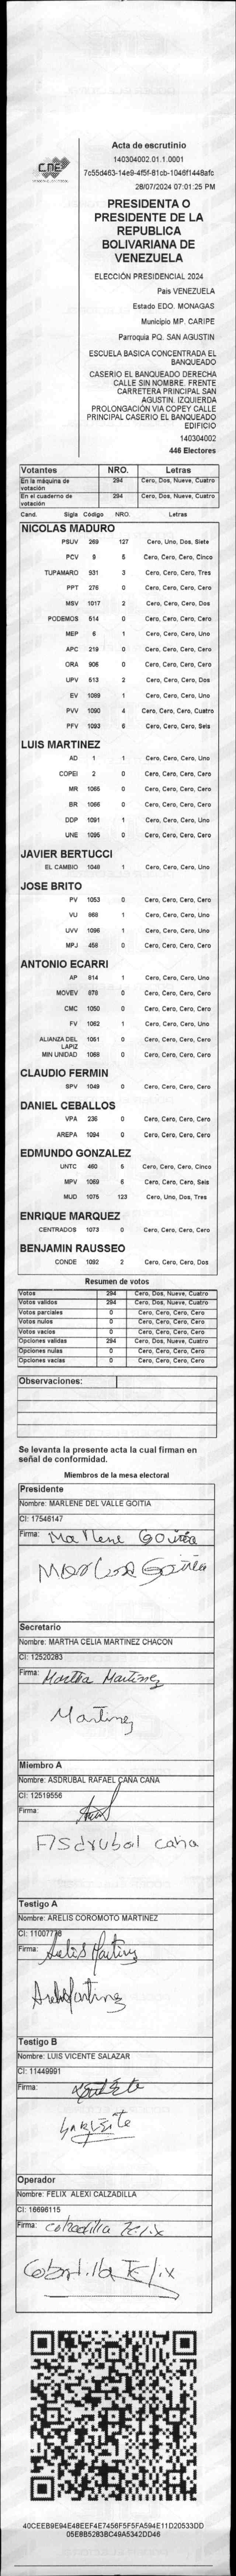 Acta de escrutinio
140304002.01.1.0001
7c55d463-14e9-4f5f-81cb-1046f1448afc
28/07/2024 07:01:25 PM
PRESIDENTA O
PRESIDENTE DE LA
REPUBLICA
BOLIVARIANA DE
VENEZUELA
ELECCIÓN PRESIDENCIAL 2024
País VENEZUELA
Estado EDO. MONAGAS
Municipio MP. CARIPE
Parroquia PQ. SAN AGUSTIN
ESCUELA BASICA CONCENTRADA EL
BANQUEADO
CASERIO EL BANQUEADO DERECHA
CALLE SIN NOMBRE. FRENTE
CARRETERA PRINCIPAL SAN
AGUSTIN. IZQUIERDA
PROLONGACIÓN VIA COPEY CALLE
PRINCIPAL CASERIO EL BANQUEADO
EDIFICIO
140304002
446 Electores
CNE
Votantes NRO. Letras
En la máquina de votación 294 Cero, Dos, Nueve, Cuatro
En el cuaderno de votación 294 Cero, Dos, Nueve, Cuatro
Cand. Sigla Código NRO. Letras
NICOLAS MADURO
PSUV 269 127 Cero, Uno, Dos, Siete
PCV 9 5 Cero, Cero, Cero, Cinco
TUPAMARO 931 3 Cero, Cero, Cero, Tres
PPT 276 0 Cero, Cero, Cero, Cero
MSV 1017 2 Cero, Cero, Cero, Dos
PODEMOS 514 0 Cero, Cero, Cero, Cero
MEP 6 1 Cero, Cero, Cero, Uno
APC 219 0 Cero, Cero, Cero, Cero
ORA 906 0 Cero, Cero, Cero, Cero
UPV 513 2 Cero, Cero, Cero, Dos
EV 1089 1 Cero, Cero, Cero, Uno
PVV 1090 4 Cero, Cero, Cero, Cuatro
PFV 1093 6 Cero, Cero, Cero, Seis
LUIS MARTINEZ
AD 1 1 Cero, Cero, Cero, Uno
COPEI 2 0 Cero, Cero, Cero, Cero
MR 1065 0 Cero, Cero, Cero, Cero
BR 1066 0 Cero, Cero, Cero, Cero
DDP 1091 1 Cero, Cero, Cero, Uno
UNE 1095 0 Cero, Cero, Cero, Cero
JAVIER BERTUCCI
EL CAMBIO 1046 1 Cero, Cero, Cero, Uno
JOSE BRITO
PV 1053 0 Cero, Cero, Cero, Cero
VU 868 1 Cero, Cero, Cero, Uno
UVV 1096 1 Cero, Cero, Cero, Uno
MPJ 458 0 Cero, Cero, Cero, Cero
ANTONIO ECARRI
AP 814 1 Cero, Cero, Cero, Uno
MOVEV 878 0 Cero, Cero, Cero, Cero
CMC 1050 0 Cero, Cero, Cero, Cero
FV 1062 1 Cero, Cero, Cero, Uno
ALIANZA DEL LAPIZ 1051 0 Cero, Cero, Cero, Cero
MIN UNIDAD 1068 0 Cero, Cero, Cero, Cero
CLAUDIO FERMIN
SPV 1049 0 Cero, Cero, Cero, Cero
DANIEL CEBALLOS
VPA 236 0 Cero, Cero, Cero, Cero
AREPA 1094 0 Cero, Cero, Cero, Cero
EDMUNDO GONZALEZ
UNTC 460 5 Cero, Cero, Cero, Cinco
MPV 1069 6 Cero, Cero, Cero, Seis
MUD 1075 123 Cero, Uno, Dos, Tres
ENRIQUE MARQUEZ
CENTRADOS 1073 0 Cero, Cero, Cero, Cero
BENJAMIN RAUSSEO
CONDE 1092 2 Cero, Cero, Cero, Dos
Resumen de votos
Votos 294 Cero, Dos, Nueve, Cuatro
Votos validos 294 Cero, Dos, Nueve, Cuatro
Votos parciales 0 Cero, Cero, Cero, Cero
Votos nulos 0 Cero, Cero, Cero, Cero
Votos vacios 0 Cero, Cero, Cero, Cero
Opciones validas 294 Cero, Dos, Nueve, Cuatro
Opciones nulas 0 Cero, Cero, Cero, Cero
Opciones vacias 0 Cero, Cero, Cero, Cero
Observaciones:
Se levanta la presente acta la cual firman en
señal de conformidad.
Miembros de la mesa electoral
Presidente
Nombre: MARLENE DEL VALLE GOITIA
CI: 17546147
Firma: Marlene Goitia
Marlene Goitia
Secretario
Nombre: MARTHA CELIA MARTINEZ CHACON
CI: 12520283
Firma: Martha Martinez
Martinez
Miembro A
Nombre: ASDRUBAL RAFAEL CAÑA CAÑA
CI: 12519556
Firma:
Asdrubal caña
Testigo A
Nombre: ARELIS COROMOTO MARTINEZ
CI: 11007778
Firma: Arelis Martinez
Arelis Martinez
Testigo B
Nombre: LUIS VICENTE SALAZAR
CI: 11449991
Firma:
Operador
Nombre: FELIX ALEXI CALZADILLA
CI: 16696115
Firma: calzadilla Felix
Calzadilla Felix
40CEEB9E94E48EEF4E7456F5F5FA594E11D20533DD
05E8B5283BC49A5342DD46